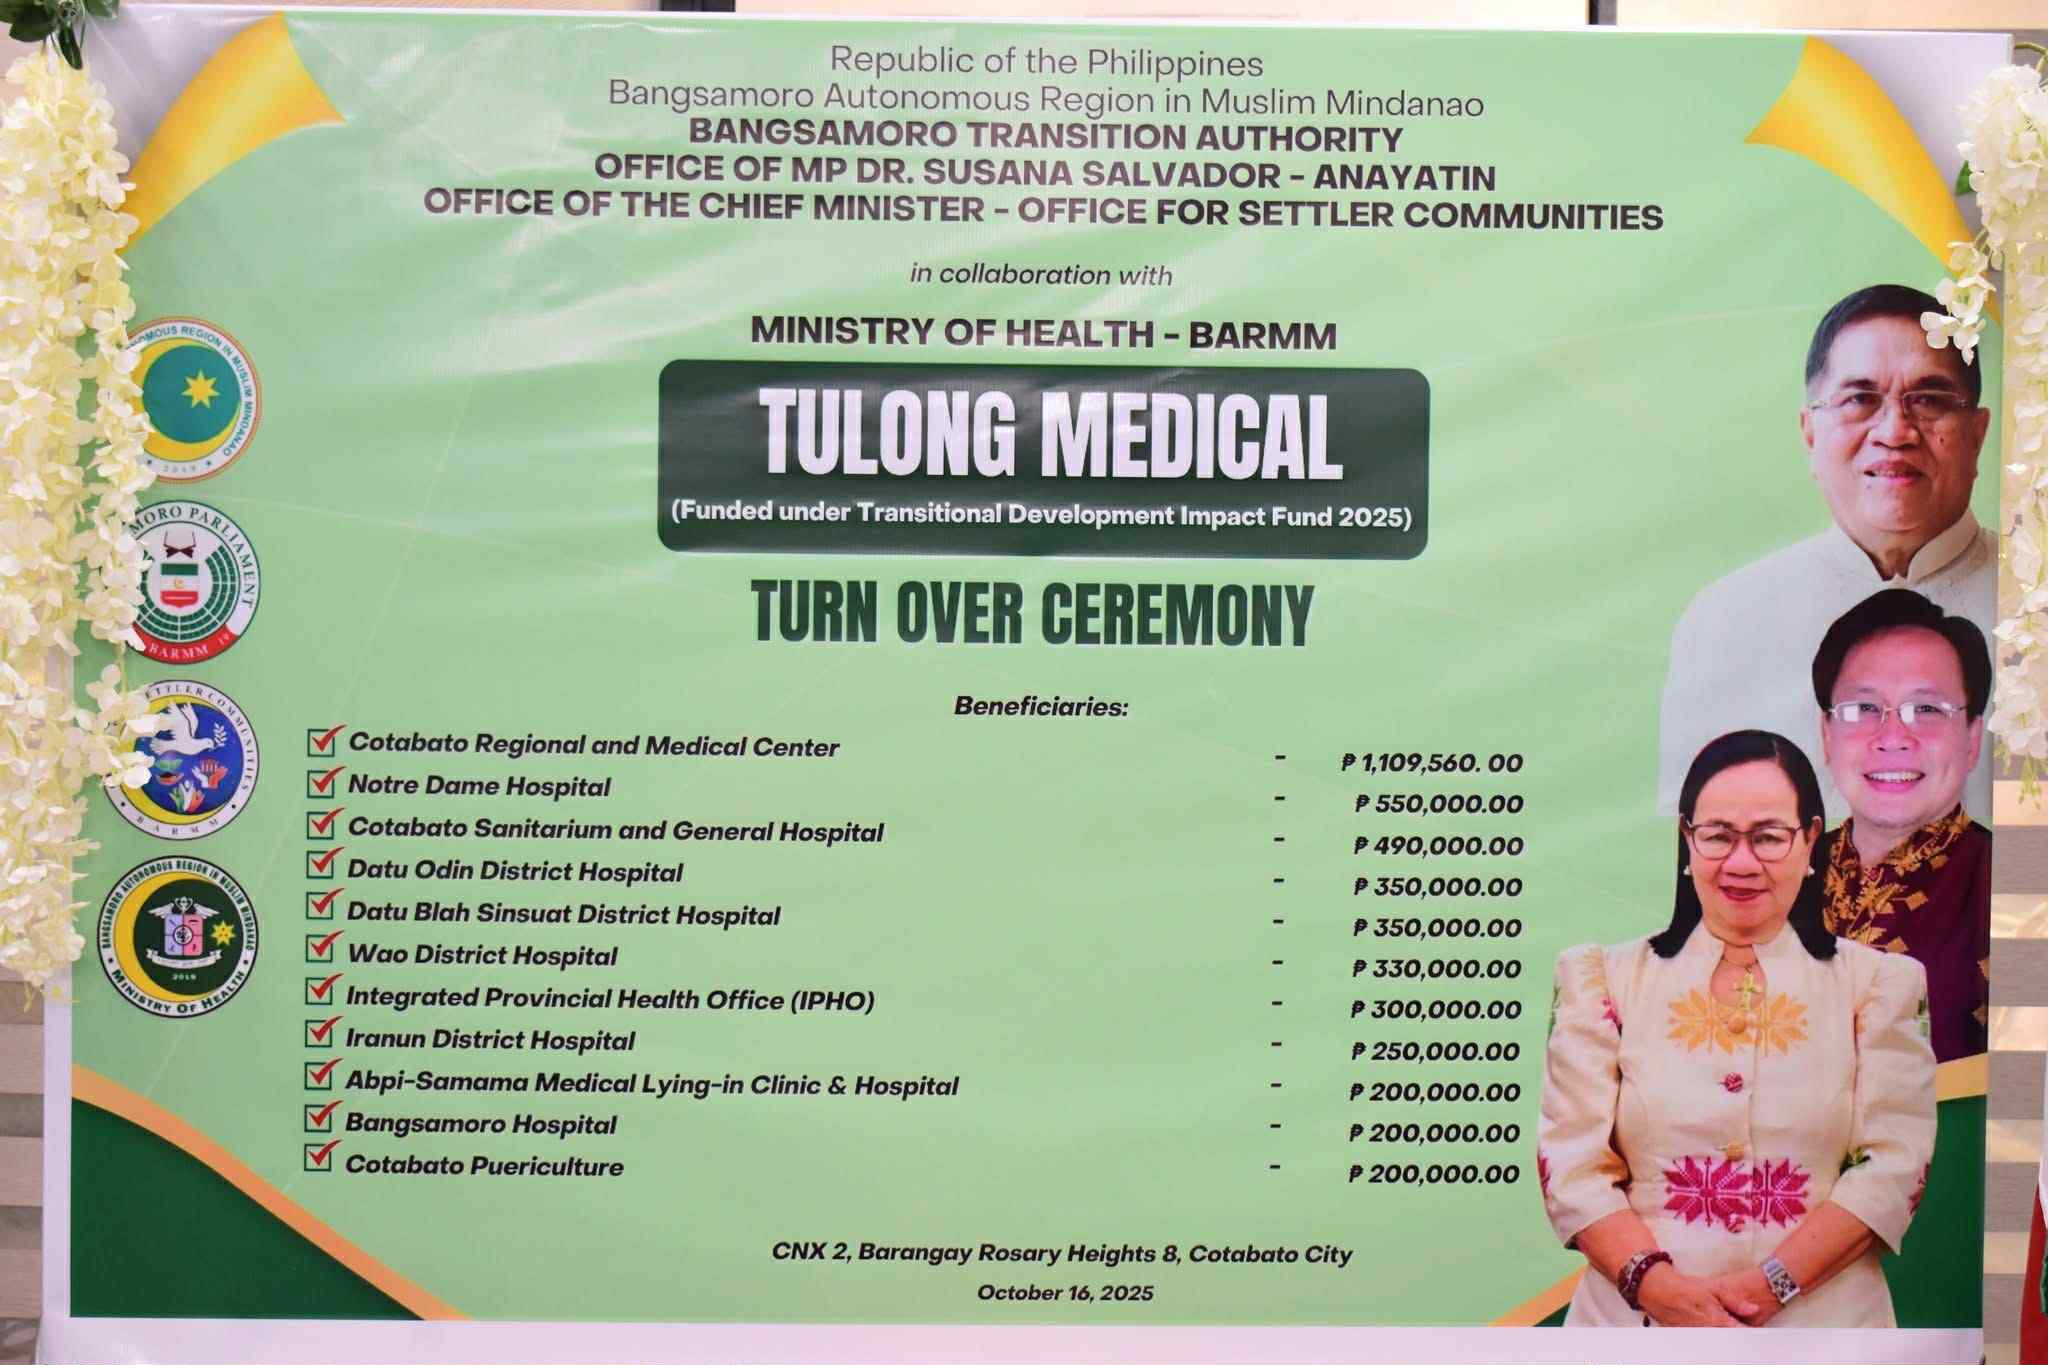 Republic of the Philippines
Bangsamoro Autonomous Region in Muslim Mindanao
BANGSAMORO TRANSITION AUTHORITY
OFFICE OF MP DR. SUSANA SALVADOR - ANAYATIN
OFFICE OF THE CHIEF MINISTER - OFFICE FOR SETTLER COMMUNITIES
in collaboration with
MINISTRY OF HEALTH - BARMM
TULONG MEDICAL
(Funded under Transitional Development Impact Fund 2025)
TURN OVER CEREMONY
Beneficiaries:
Cotabato Regional and Medical Center - ₱ 1,109,560. 00
Notre Dame Hospital - ₱ 550,000.00
Cotabato Sanitarium and General Hospital - ₱ 490,000.00
Datu Odin District Hospital - ₱ 350,000.00
Datu Blah Sinsuat District Hospital - ₱ 350,000.00
Wao District Hospital - ₱ 330,000.00
Integrated Provincial Health Office (IPHO) - ₱ 300,000.00
Iranun District Hospital - ₱ 250,000.00
Abpi-Samama Medical Lying-in Clinic & Hospital - ₱ 200,000.00
Bangsamoro Hospital - ₱ 200,000.00
Cotabato Puericulture - ₱ 200,000.00
CNX 2, Barangay Rosary Heights 8, Cotabato City
October 16, 2025
REGION IN MUSLIM MINDANAO
2019
PARLIAMENT
BARMM
COMMUNITIES
BARMM
BANGSAMORO AUTONOMOUS REGION IN MUSLIM MINDANAO
2019
MINISTRY OF HEALTH